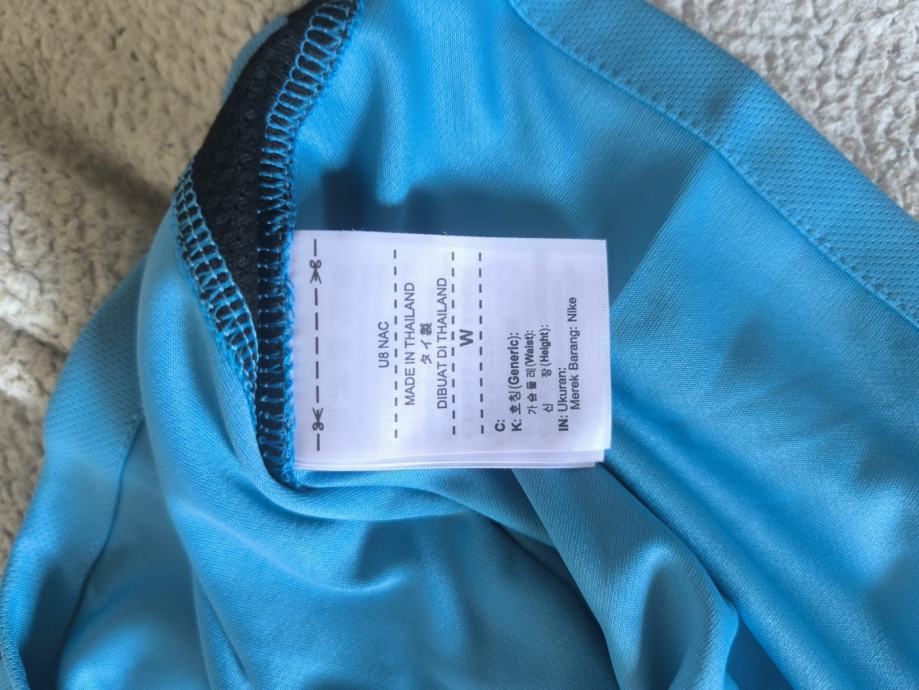 U8 NAC
MADE IN THAILAND
タイ製
DIBUAT DI THAILAND
W
C:
K: 호칭(Generic):
가슴둘레(Waist):
신 장(Height):
IN: Ukuran:
Merek Barang: Nike